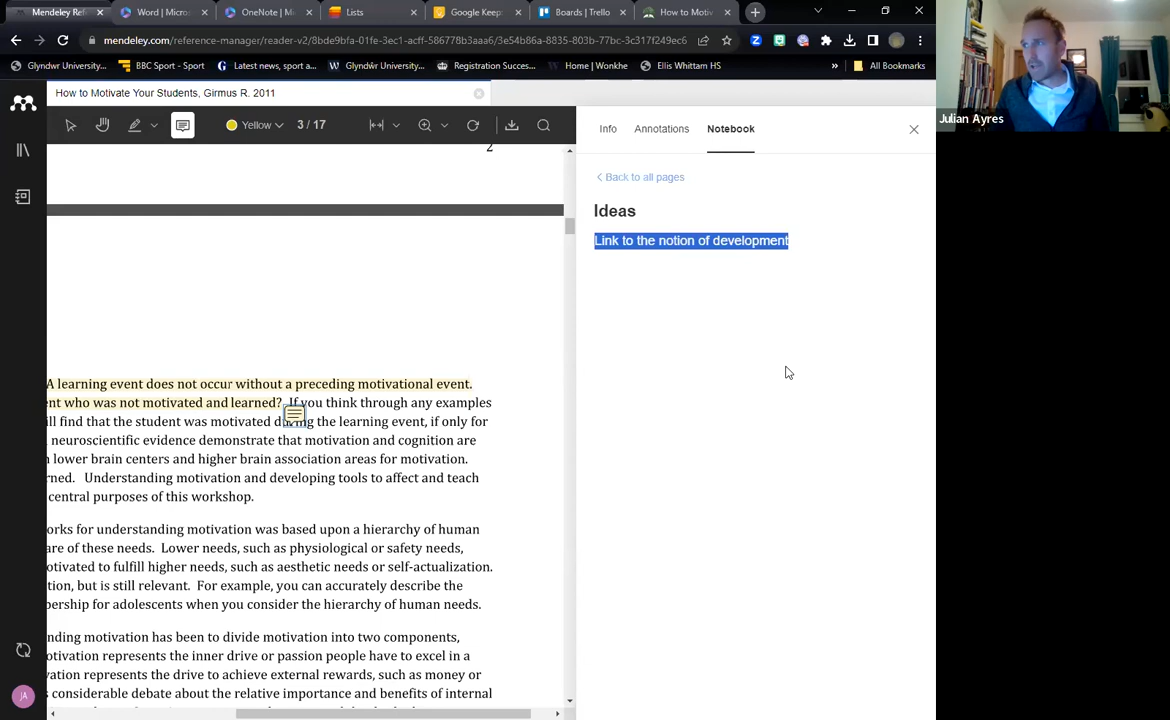 Mendeley Ref
Word | Micros
OneNote | Mi
Lists
Google Keep
Boards | Trello
How to Motiv
mendeley.com/reference-manager/reader-v2/8bde9bfa-01fe-3ec1-acff-586778b3aaa6/3e54b86a-8835-803b-77bc-3c317f249ec6
Glyndwr University...
BBC Sport - Sport
Latest news, sport a...
Glyndŵr University...
Registration Succes...
Home | Wonkhe
Ellis Whittam HS
»
All Bookmarks
Julian Ayres
How to Motivate Your Students, Girmus R. 2011
Yellow
3 / 17
Info
Annotations
Notebook
2
Back to all pages
Ideas
Link to the notion of development
A learning event does not occur without a preceding motivational event.
ent who was not motivated and learned? If you think through any examples
ill find that the student was motivated during the learning event, if only for
neuroscientific evidence demonstrate that motivation and cognition are
n lower brain centers and higher brain association areas for motivation.
rned. Understanding motivation and developing tools to affect and teach
central purposes of this workshop.
orks for understanding motivation was based upon a hierarchy of human
are of these needs. Lower needs, such as physiological or safety needs,
otivated to fulfill higher needs, such as aesthetic needs or self-actualization.
tion, but is still relevant. For example, you can accurately describe the
bership for adolescents when you consider the hierarchy of human needs.
nding motivation has been to divide motivation into two components,
otivation represents the inner drive or passion people have to excel in a
vation represents the drive to achieve external rewards, such as money or
s considerable debate about the relative importance and benefits of internal
JA